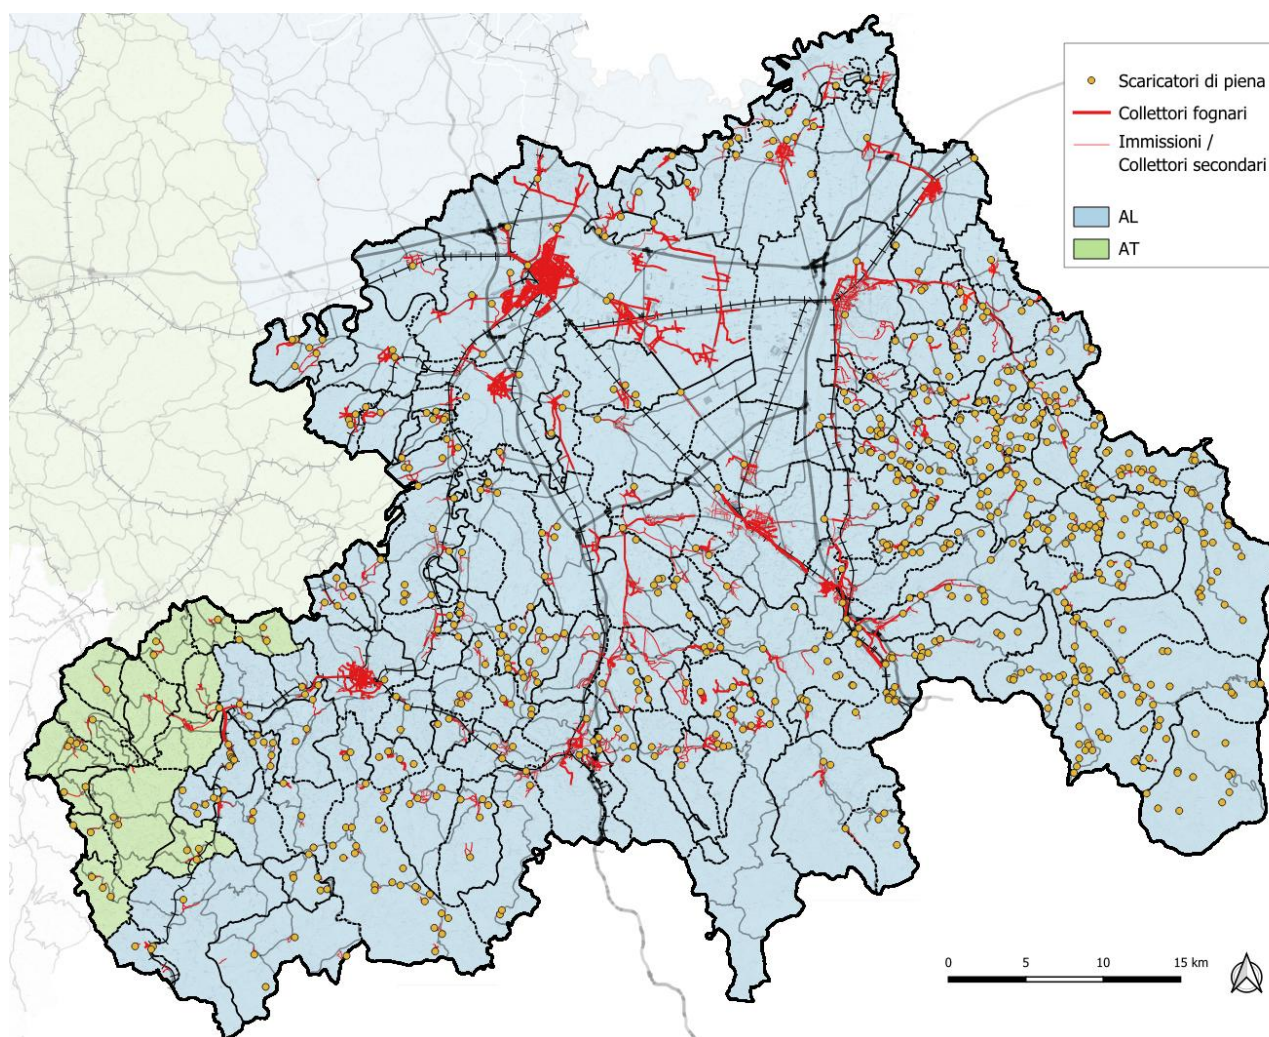 Scaricatori di piena
Collettori fognari
Immissioni /
Collettori secondari
AL
AT
0 5 10 15 km